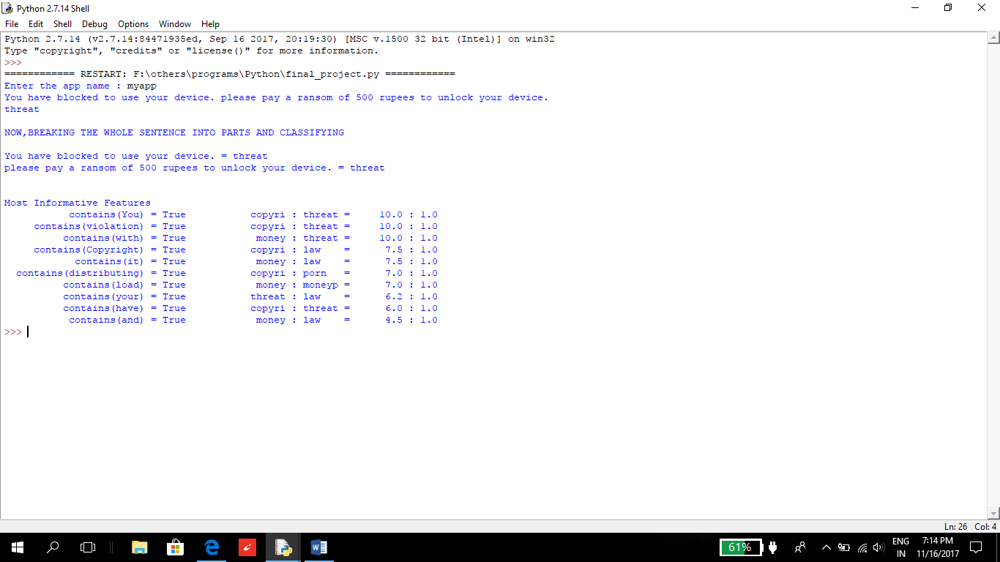 Python 2.7.14 Shell
File Edit Shell Debug Options Window Help
Python 2.7.14 (v2.7.14:84471935ed, Sep 16 2017, 20:19:30) [MSC v.1500 32 bit (Intel)] on win32
Type "copyright", "credits" or "license()" for more information.
>>>
============ RESTART: F:\others\programs\Python\final_project.py ============
Enter the app name : myapp
You have blocked to use your device. please pay a ransom of 500 rupees to unlock your device.
threat
NOW,BREAKING THE WHOLE SENTENCE INTO PARTS AND CLASSIFYING
You have blocked to use your device. = threat
please pay a ransom of 500 rupees to unlock your device. = threat
Most Informative Features
contains(You) = True copyri : threat = 10.0 : 1.0
contains(violation) = True copyri : threat = 10.0 : 1.0
contains(with) = True money : threat = 10.0 : 1.0
contains(Copyright) = True copyri : law = 7.5 : 1.0
contains(it) = True money : law = 7.5 : 1.0
contains(distributing) = True copyri : porn = 7.0 : 1.0
contains(load) = True money : moneyp = 7.0 : 1.0
contains(your) = True threat : law = 6.2 : 1.0
contains(have) = True copyri : threat = 6.0 : 1.0
contains(and) = True money : law = 4.5 : 1.0
>>>
Ln: 26 Col: 4
61% ENG 7:14 PM
IN 11/16/2017